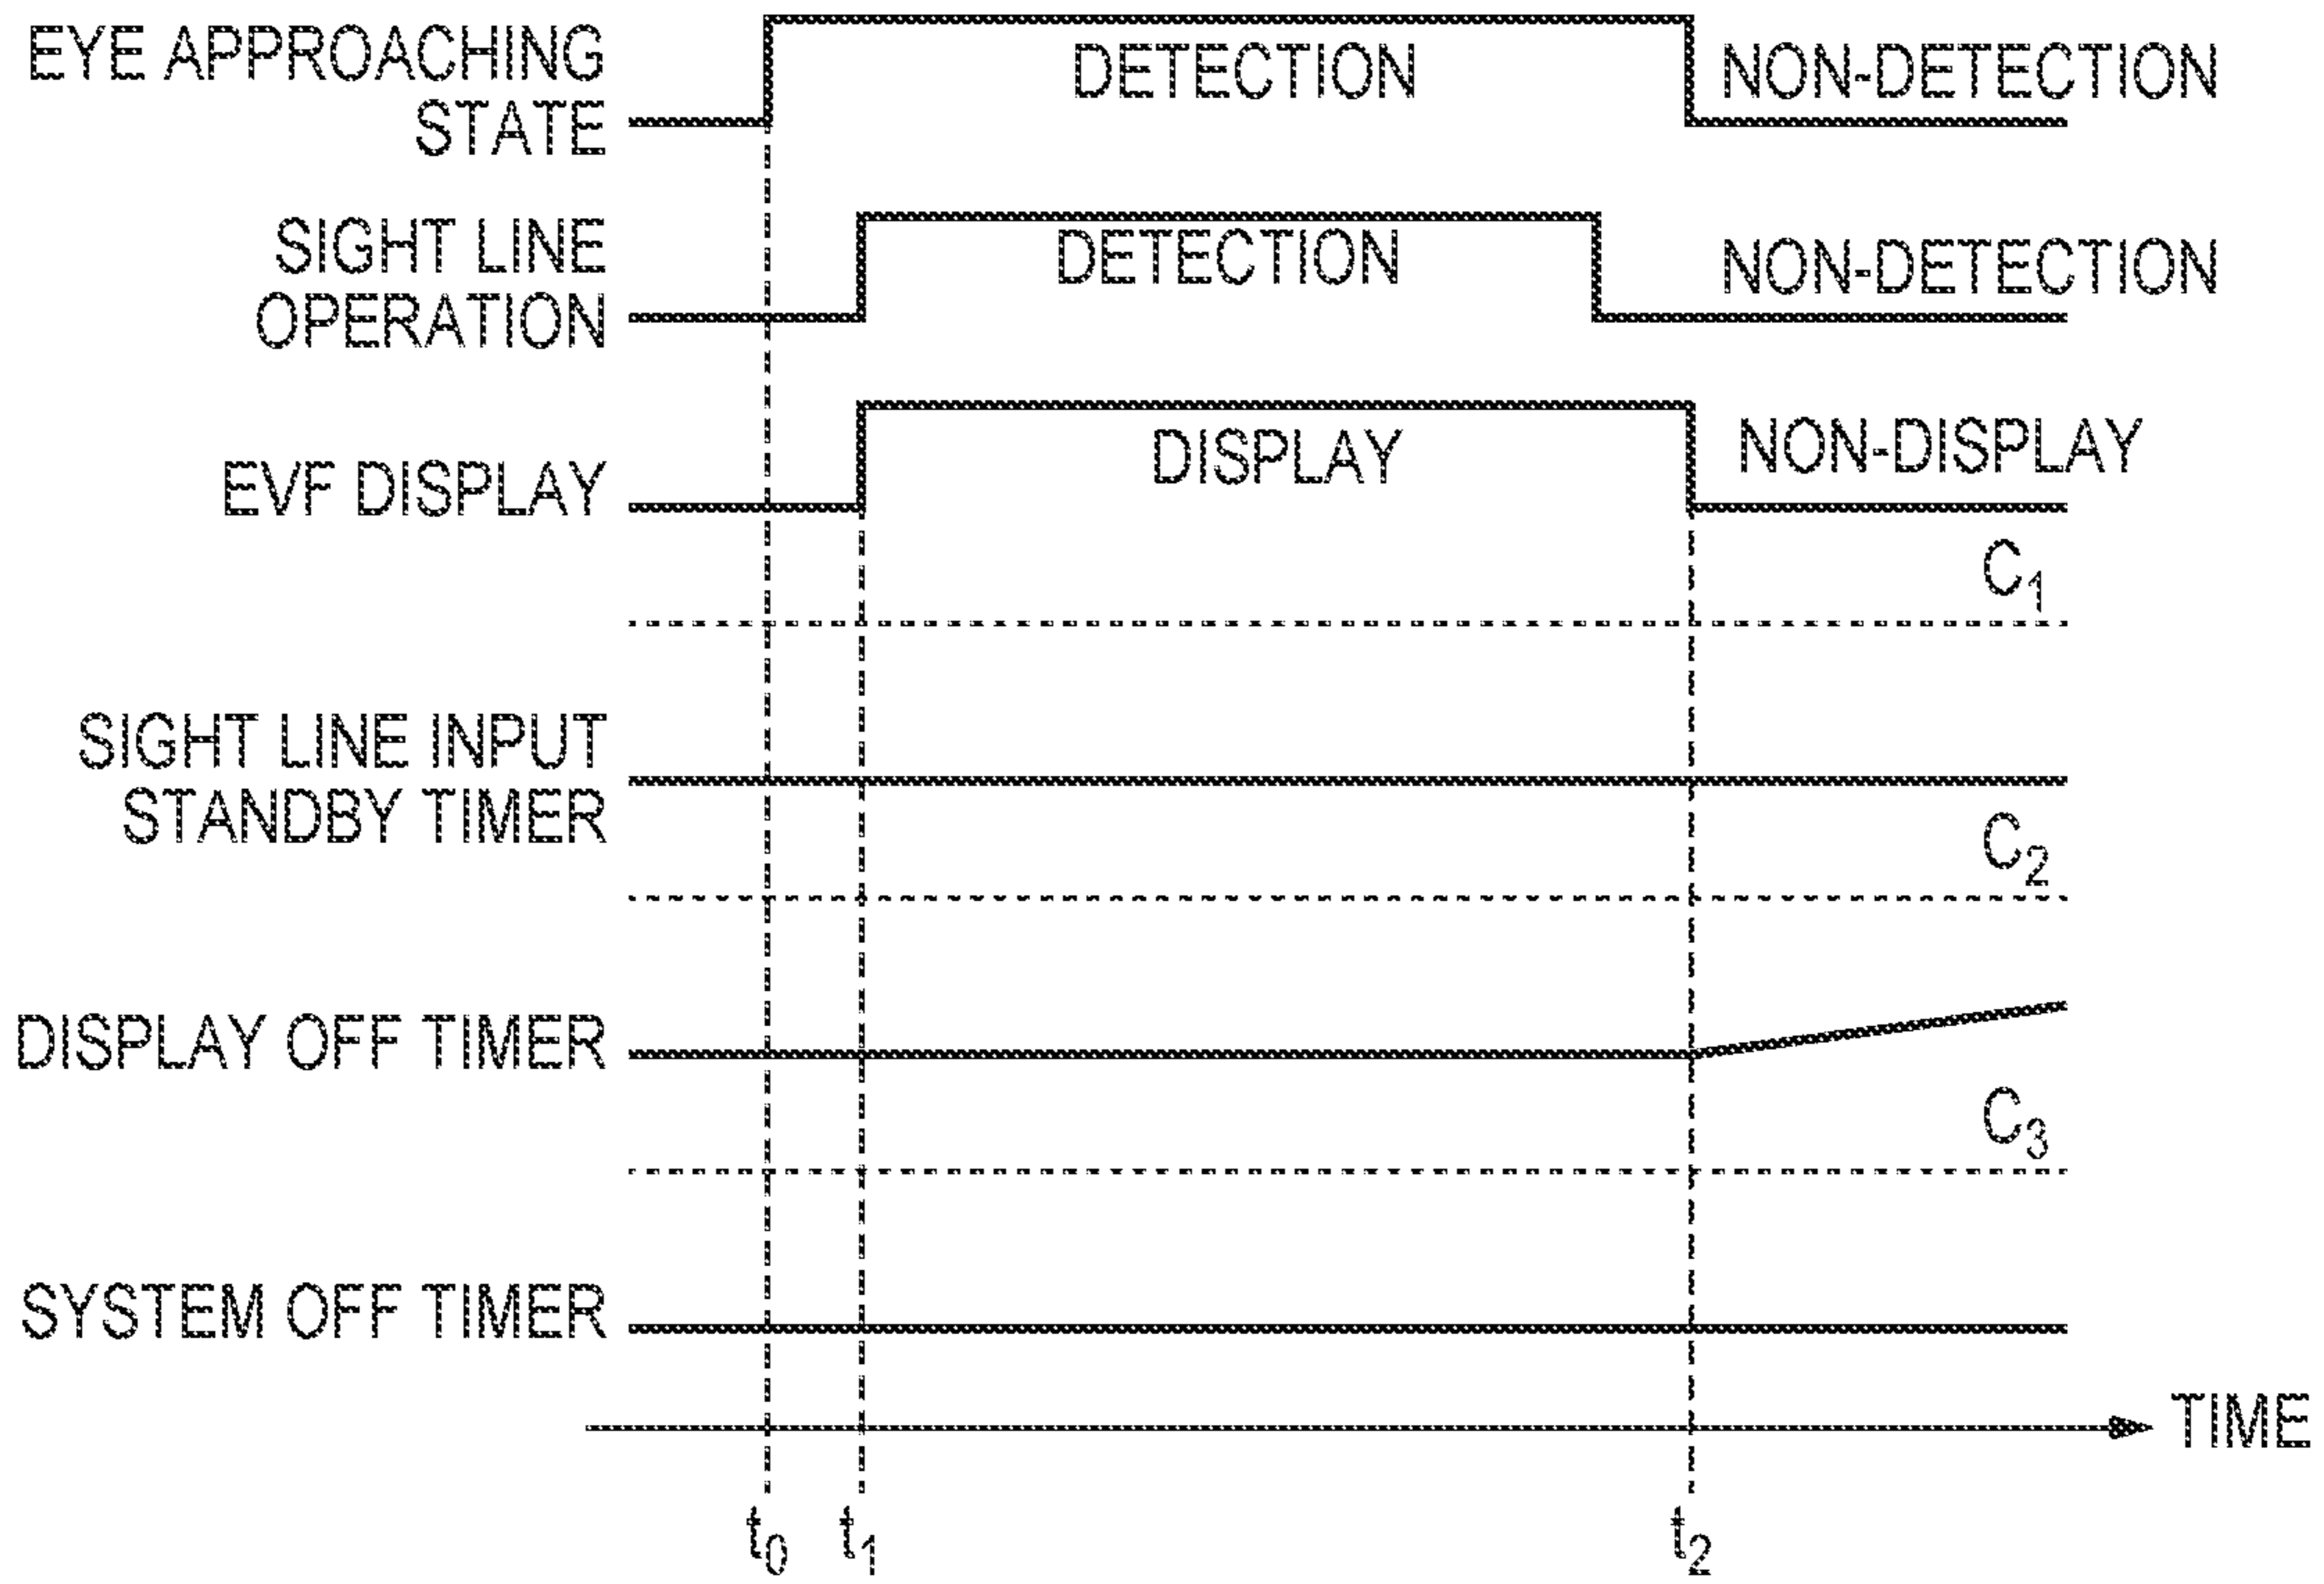 EYE APPROACHING
STATE
DETECTION
NON-DETECTION
SIGHT LINE
OPERATION
DETECTION
NON-DETECTION
EVF DISPLAY
DISPLAY
NON-DISPLAY
C1
SIGHT LINE INPUT
STANDBY TIMER
C2
DISPLAY OFF TIMER
C3
SYSTEM OFF TIMER
TIME
t0
t1
t2